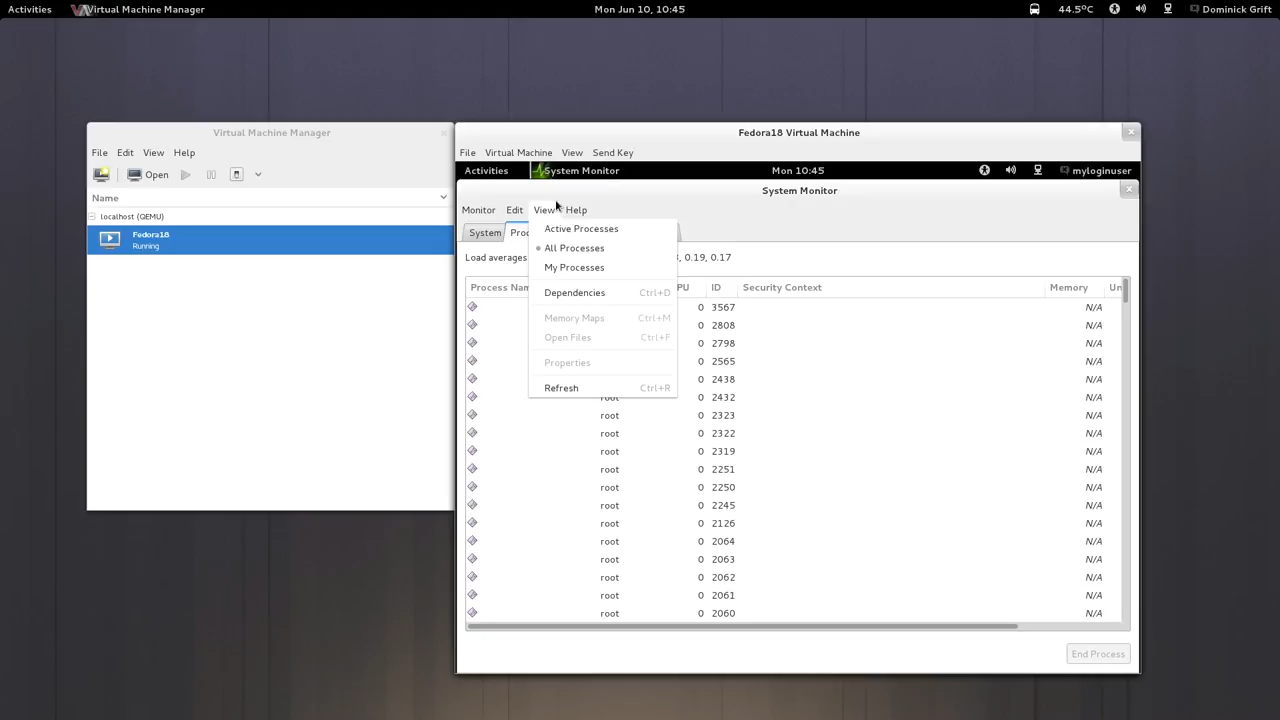 Activities Virtual Machine Manager Mon Jun 10, 10:45 44.5°C Dominick Grift
Virtual Machine Manager
File Edit View Help
Open
Name
localhost (QEMU)
Fedora18
Running
Fedora18 Virtual Machine
File Virtual Machine View Send Key
Activities System Monitor Mon 10:45 myloginuser
System Monitor
Monitor Edit View Help
Active Processes
All Processes
My Processes
Dependencies Ctrl+D
Memory Maps Ctrl+M
Open Files Ctrl+F
Properties
Refresh Ctrl+R
System Proc
Load averages , 0.19, 0.17
Process Nam PU ID Security Context Memory Un
0 3567 N/A
0 2808 N/A
0 2798 N/A
0 2565 N/A
0 2438 N/A
root 0 2432 N/A
root 0 2323 N/A
root 0 2322 N/A
root 0 2319 N/A
root 0 2251 N/A
root 0 2250 N/A
root 0 2245 N/A
root 0 2126 N/A
root 0 2064 N/A
root 0 2063 N/A
root 0 2062 N/A
root 0 2061 N/A
root 0 2060 N/A
End Process